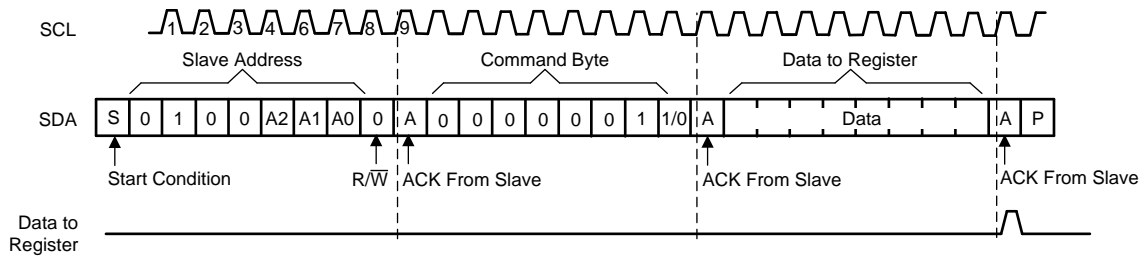 SCL 1 2 3 4 6 7 8 9
Slave Address Command Byte Data to Register
SDA S 0 1 0 0 A2 A1 A0 0 A 0 0 0 0 0 0 1 1/0 A Data A P
Start Condition R/W̅ ACK From Slave ACK From Slave ACK From Slave
Data to
Register